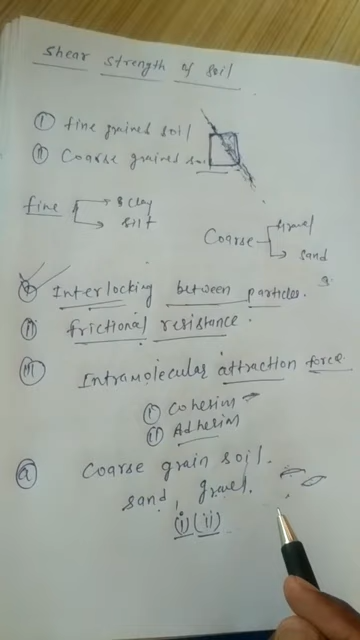 Shear strength of soil
(I) fine grained soil
(II) Coarse grained soil
fine → clay
→ silt
Coarse gravel
→ sand
(I) Interlocking between particles.
(II) frictional resistance.
(III) Intramolecular attraction force.
(i) Cohesion
(ii) Adhesion
(a) Coarse grain soil.
sand, gravel.
(i) (ii)